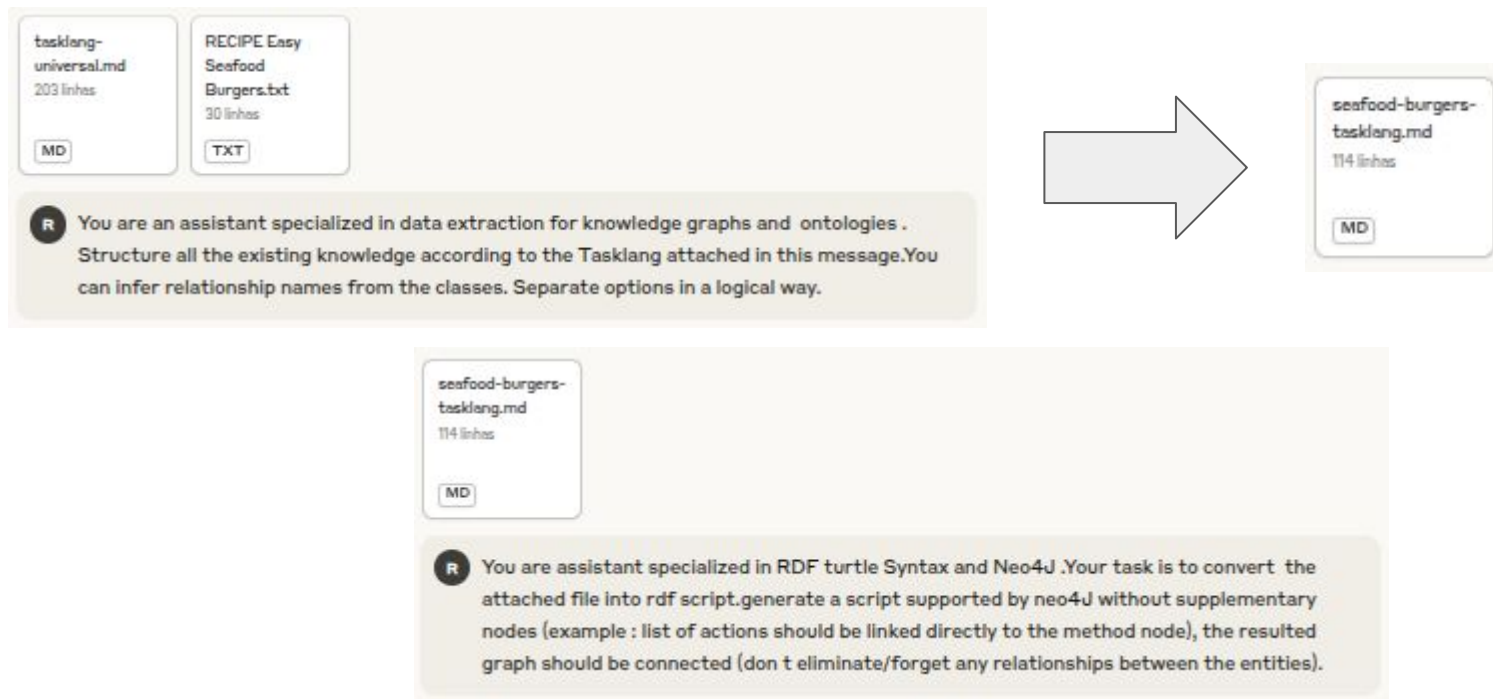 tasklang-
universal.md
203 linhas
MD
RECIPE Easy
Seafood
Burgers.txt
30 linhas
TXT
R
You are an assistant specialized in data extraction for knowledge graphs and ontologies .
Structure all the existing knowledge according to the Tasklang attached in this message.You
can infer relationship names from the classes. Separate options in a logical way.
seafood-burgers-
tasklang.md
114 linhas
MD
seafood-burgers-
tasklang.md
114 linhas
MD
R
You are assistant specialized in RDF turtle Syntax and Neo4J .Your task is to convert the
attached file into rdf script.generate a script supported by neo4J without supplementary
nodes (example : list of actions should be linked directly to the method node), the resulted
graph should be connected (don t eliminate/forget any relationships between the entities).